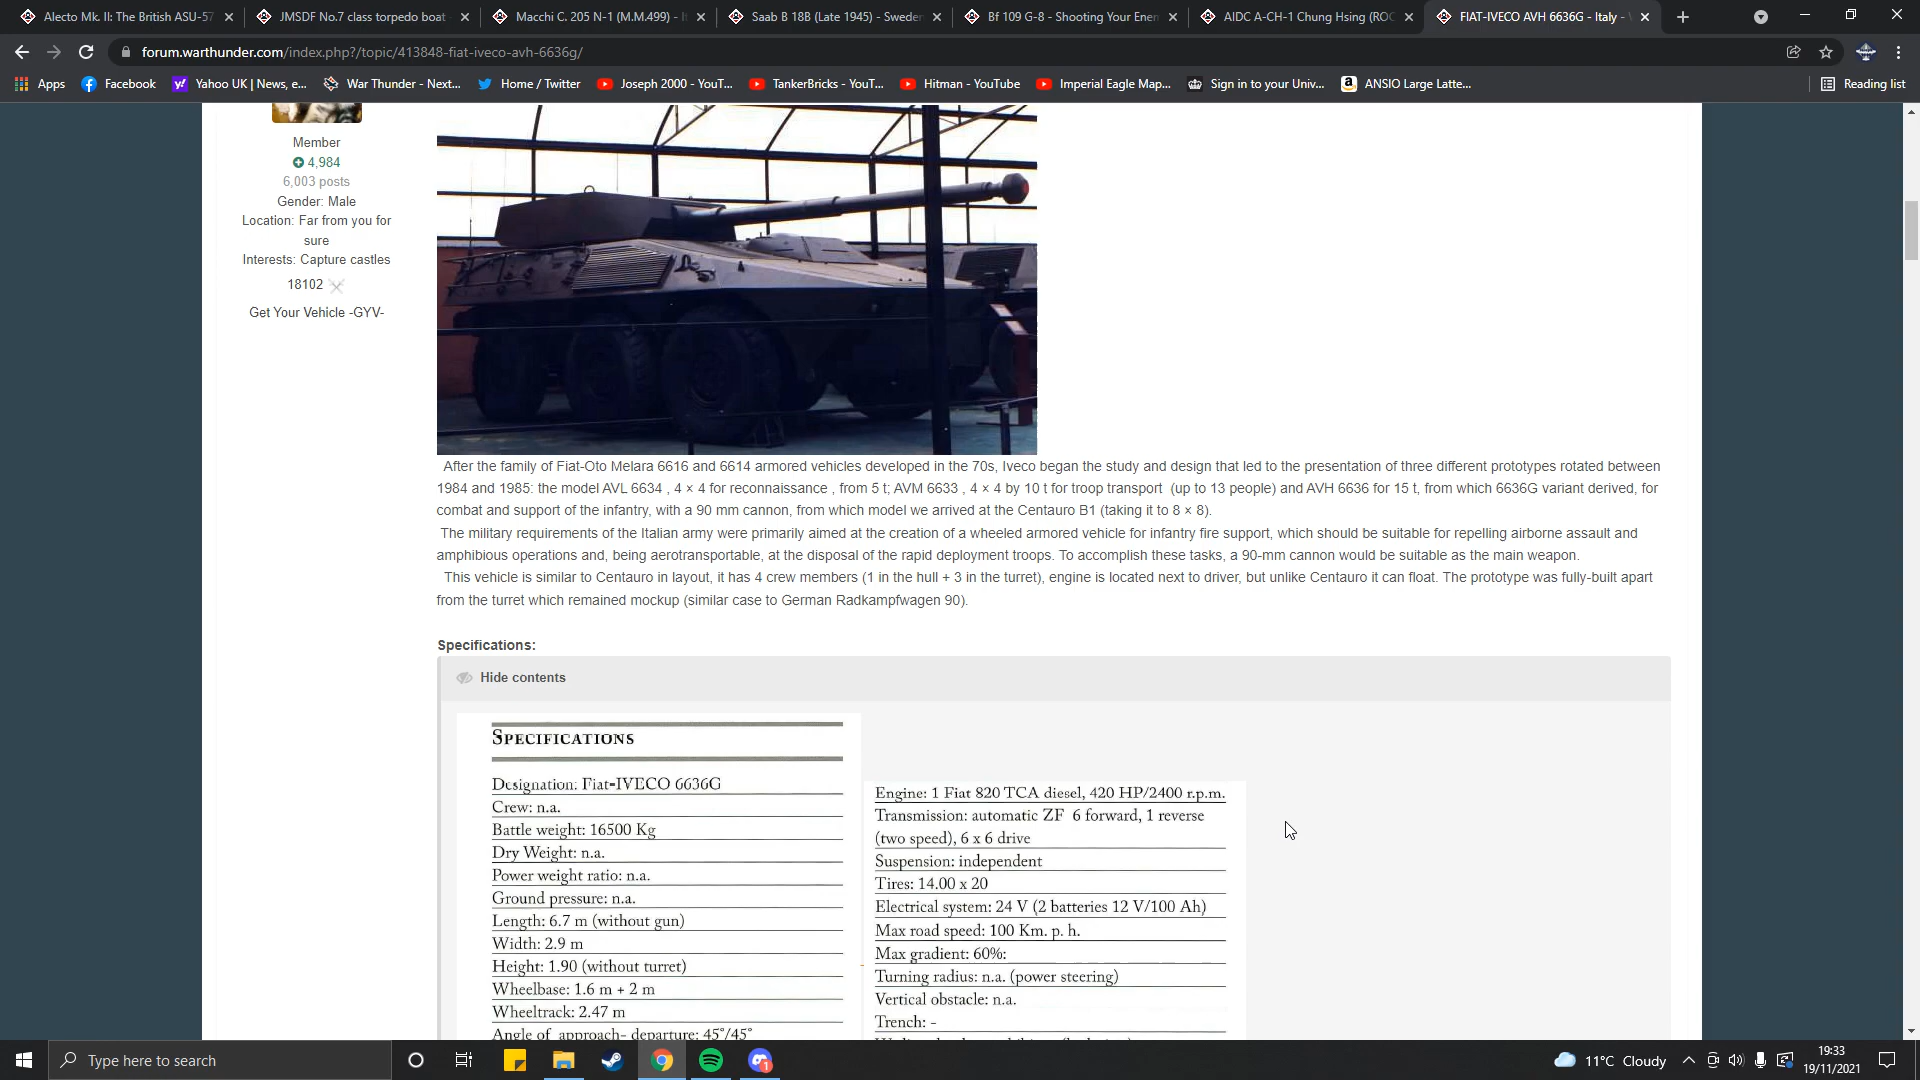 Alecto Mk. II: The British ASU-57
JMSDF No.7 class torpedo boat
Macchi C. 205 N-1 (M.M.499) - It
Saab B 18B (Late 1945) - Sweden
Bf 109 G-8 - Shooting Your Enem
AIDC A-CH-1 Chung Hsing (ROC
FIAT-IVECO AVH 6636G - Italy -
forum.warthunder.com/index.php?/topic/413848-fiat-iveco-avh-6636g/
Apps
Facebook
Yahoo UK | News, e...
War Thunder - Next...
Home / Twitter
Joseph 2000 - YouT...
TankerBricks - YouT...
Hitman - YouTube
Imperial Eagle Map...
Sign in to your Univ...
ANSIO Large Latte...
Reading list
Member
4,984
6,003 posts
Gender: Male
Location: Far from you for
sure
Interests: Capture castles
18102
Get Your Vehicle -GYV-
After the family of Fiat-Oto Melara 6616 and 6614 armored vehicles developed in the 70s, Iveco began the study and design that led to the presentation of three different prototypes rotated between
1984 and 1985: the model AVL 6634 , 4 × 4 for reconnaissance , from 5 t; AVM 6633 , 4 × 4 by 10 t for troop transport (up to 13 people) and AVH 6636 for 15 t, from which 6636G variant derived, for
combat and support of the infantry, with a 90 mm cannon, from which model we arrived at the Centauro B1 (taking it to 8 × 8).
The military requirements of the Italian army were primarily aimed at the creation of a wheeled armored vehicle for infantry fire support, which should be suitable for repelling airborne assault and
amphibious operations and, being aerotransportable, at the disposal of the rapid deployment troops. To accomplish these tasks, a 90-mm cannon would be suitable as the main weapon.
This vehicle is similar to Centauro in layout, it has 4 crew members (1 in the hull + 3 in the turret), engine is located next to driver, but unlike Centauro it can float. The prototype was fully-built apart
from the turret which remained mockup (similar case to German Radkampfwagen 90).
Specifications:
Hide contents
SPECIFICATIONS
Designation: Fiat-IVECO 6636G
Crew: n.a.
Battle weight: 16500 Kg
Dry Weight: n.a.
Power weight ratio: n.a.
Ground pressure: n.a.
Length: 6.7 m (without gun)
Width: 2.9 m
Height: 1.90 (without turret)
Wheelbase: 1.6 m + 2 m
Wheeltrack: 2.47 m
Angle of approach- departure: 45°/45°
Engine: 1 Fiat 820 TCA diesel, 420 HP/2400 r.p.m.
Transmission: automatic ZF 6 forward, 1 reverse
(two speed), 6 x 6 drive
Suspension: independent
Tires: 14.00 x 20
Electrical system: 24 V (2 batteries 12 V/100 Ah)
Max road speed: 100 Km. p. h.
Max gradient: 60%:
Turning radius: n.a. (power steering)
Vertical obstacle: n.a.
Trench: -
Type here to search
1
11°C Cloudy
19:33
19/11/2021